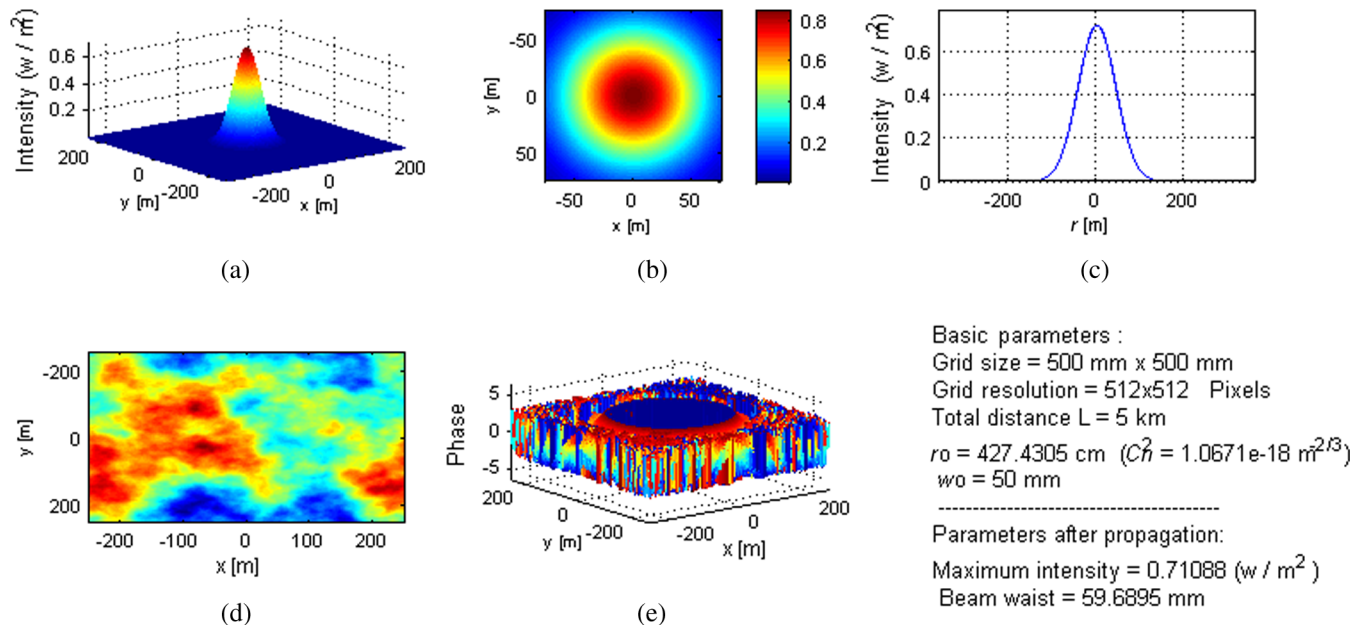 Intensity (w / m²)
0.6
0.4
0.2
200
0
-200
y [m]
-200
0
200
x [m]
(a)
-50
0
50
y [m]
-50
0
50
x [m]
0.8
0.6
0.4
0.2
(b)
Intensity (w / m²)
0.6
0.4
0.2
0
-200
0
200
r [m]
(c)
-200
0
200
y [m]
-200
-100
0
100
200
x [m]
(d)
Phase
5
0
-5
200
0
-200
y [m]
-200
0
200
x [m]
(e)
Basic parameters :
Grid size = 500 mm x 500 mm
Grid resolution = 512x512 Pixels
Total distance L = 5 km
ro = 427.4305 cm (Cn² = 1.0671e-18 m^-2/3)
wo = 50 mm
------------------------------------
Parameters after propagation:
Maximum intensity = 0.71088 (w / m² )
Beam waist = 59.6895 mm